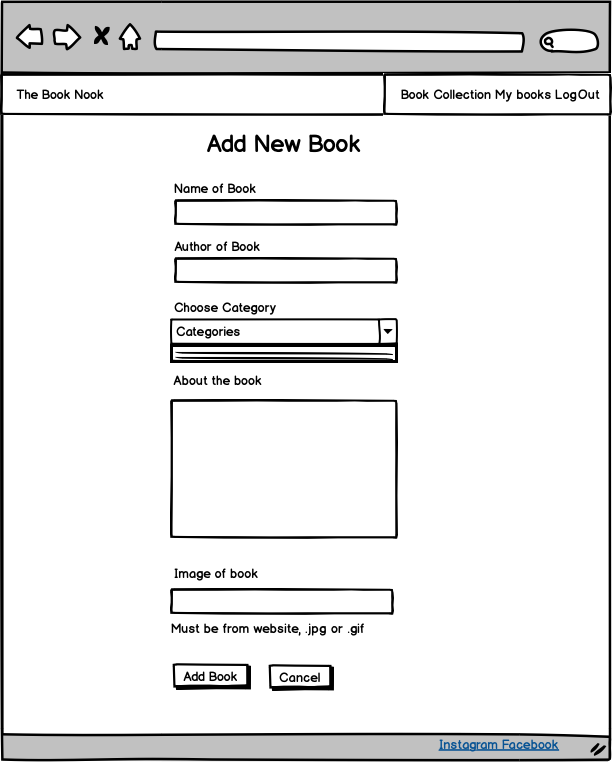 The Book Nook
Book Collection My books LogOut
Add New Book
Name of Book
Author of Book
Choose Category
Categories
About the book
Image of book
Must be from website, .jpg or .gif
Add Book
Cancel
Instagram Facebook